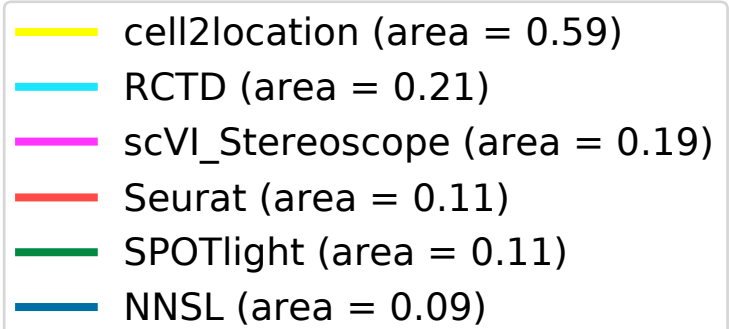 cell2location (area = 0.59)
RCTD (area = 0.21)
scVI_Stereoscope (area = 0.19)
Seurat (area = 0.11)
SPOTlight (area = 0.11)
NNSL (area = 0.09)